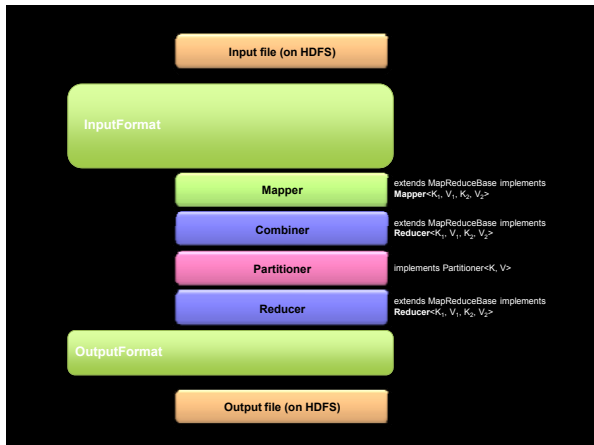 Input file (on HDFS)
InputFormat
Mapper
extends MapReduceBase implements
Mapper<K₁, V₁, K₂, V₂>
Combiner
extends MapReduceBase implements
Reducer<K₁, V₁, K₂, V₂>
Partitioner
implements Partitioner<K, V>
Reducer
extends MapReduceBase implements
Reducer<K₁, V₁, K₂, V₂>
OutputFormat
Output file (on HDFS)